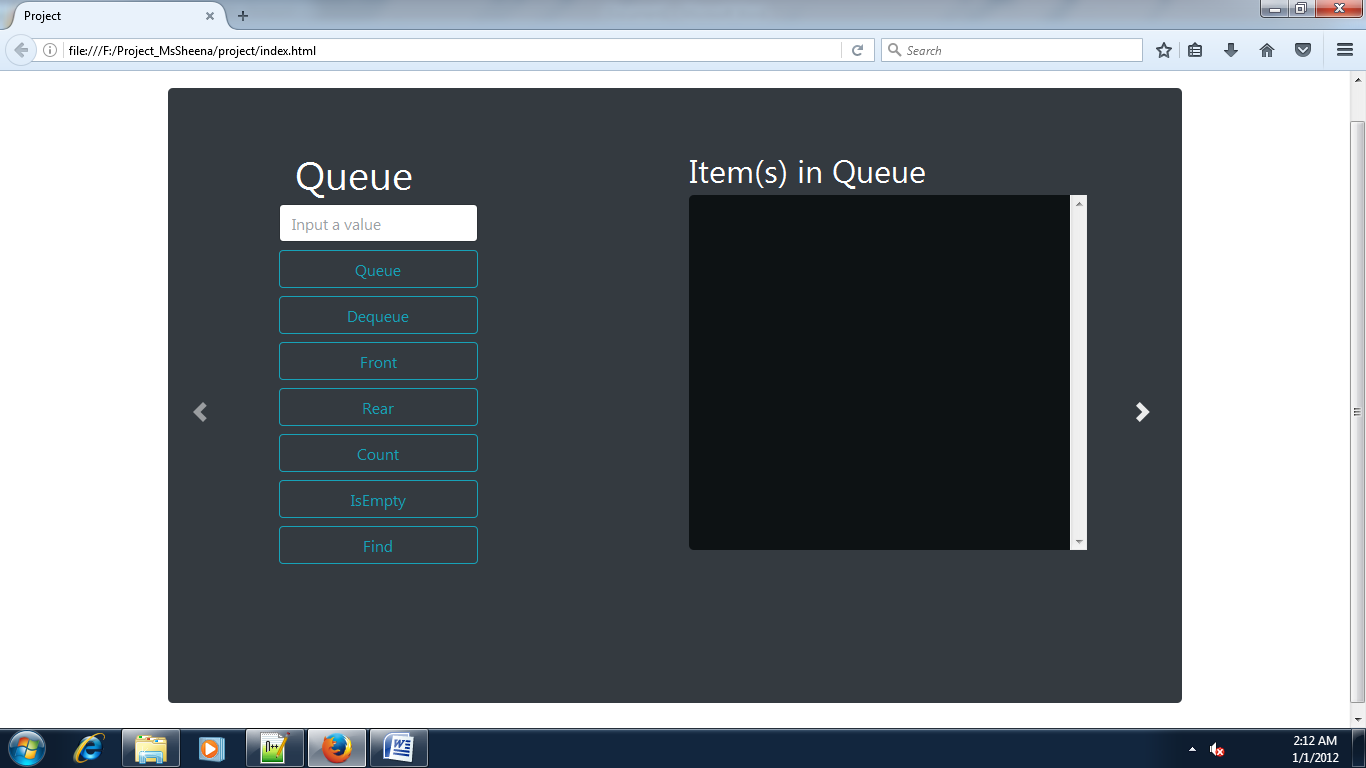 Project
file:///F:/Project_MsSheena/project/index.html
Search
Queue
Item(s) in Queue
Input a value
Queue
Dequeue
Front
Rear
Count
IsEmpty
Find
2:12 AM
1/1/2012